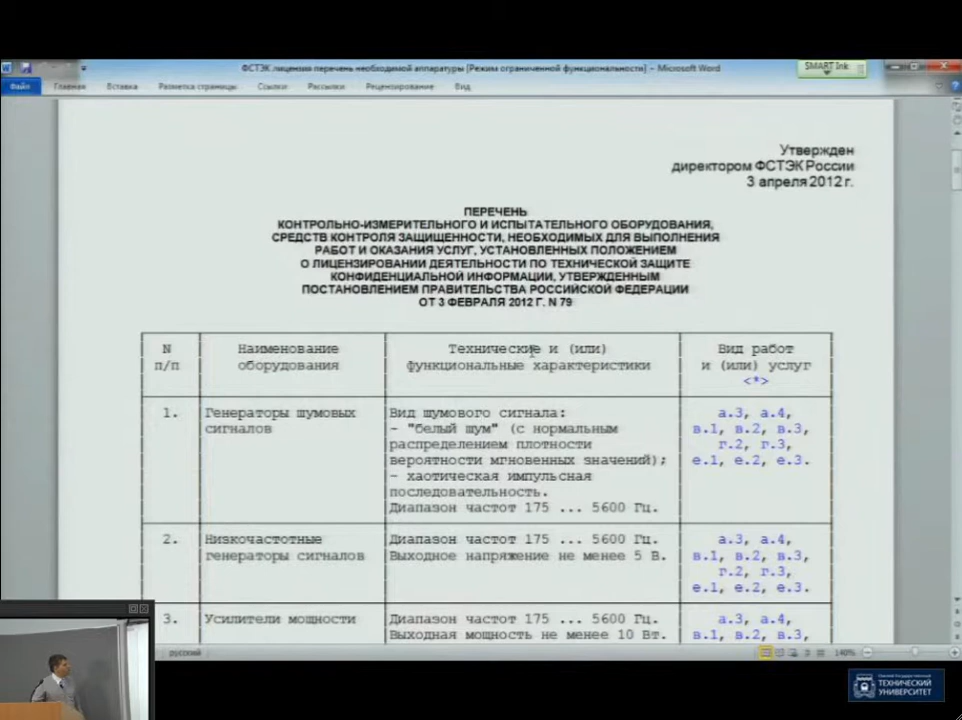 ФСТЭК лицензия перечень необходимой аппаратуры [Режим ограниченной функциональности] - Microsoft Word
SMART Ink
Файл Главная Вставка Разметка страницы Ссылки Рассылки Рецензирование Вид
Утвержден
директором ФСТЭК России
3 апреля 2012 г.
ПЕРЕЧЕНЬ
КОНТРОЛЬНО-ИЗМЕРИТЕЛЬНОГО И ИСПЫТАТЕЛЬНОГО ОБОРУДОВАНИЯ,
СРЕДСТВ КОНТРОЛЯ ЗАЩИЩЕННОСТИ, НЕОБХОДИМЫХ ДЛЯ ВЫПОЛНЕНИЯ
РАБОТ И ОКАЗАНИЯ УСЛУГ, УСТАНОВЛЕННЫХ ПОЛОЖЕНИЕМ
О ЛИЦЕНЗИРОВАНИИ ДЕЯТЕЛЬНОСТИ ПО ТЕХНИЧЕСКОЙ ЗАЩИТЕ
КОНФИДЕНЦИАЛЬНОЙ ИНФОРМАЦИИ, УТВЕРЖДЕННЫМ
ПОСТАНОВЛЕНИЕМ ПРАВИТЕЛЬСТВА РОССИЙСКОЙ ФЕДЕРАЦИИ
ОТ 3 ФЕВРАЛЯ 2012 Г. N 79
N Наименование Технические и (или) Вид работ
п/п оборудования функциональные характеристики и (или) услуг
<*>
1. Генераторы шумовых Вид шумового сигнала: а.3, а.4,
сигналов - "белый шум" (с нормальным в.1, в.2, в.3,
распределением плотности г.2, г.3,
вероятности мгновенных значений); е.1, е.2, е.3.
- хаотическая импульсная
последовательность.
Диапазон частот 175 ... 5600 Гц.
2. Низкочастотные Диапазон частот 175 ... 5600 Гц. а.3, а.4,
генераторы сигналов Выходное напряжение не менее 5 В. в.1, в.2, в.3,
г.2, г.3,
е.1, е.2, е.3.
3. Усилители мощности Диапазон частот 175 ... 5600 Гц. а.3, а.4,
Выходная мощность не менее 10 Вт. в.1, в.2, в.3,
русский 140%
ТЕХНИЧЕСКИЙ
УНИВЕРСИТЕТ